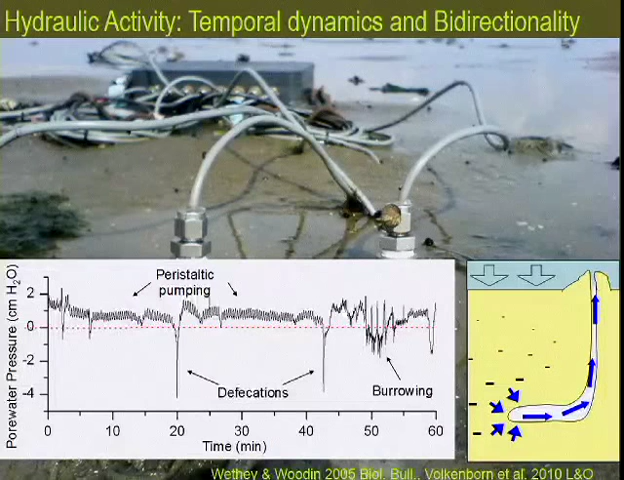 Hydraulic Activity: Temporal dynamics and Bidirectionality
Peristaltic
pumping
Defecations
Burrowing
Porewater Pressure (cm H2O)
2
0
-2
-4
0 10 20 30 40 50 60
Time (min)
Wethey & Woodin 2005 Biol. Bull., Volkenborn et al. 2010 L&O